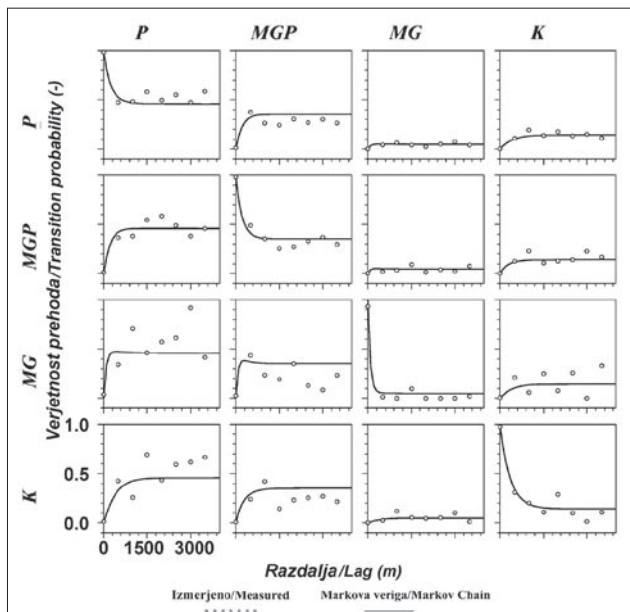 P MGP MG K
Verjetnost prehoda/Transition probability (-)
P
MGP
MG
K
1.0
0.5
0.0
0 1500 3000
Razdalja/Lag (m)
Izmerjeno/Measured Markova veriga/Markov Chain